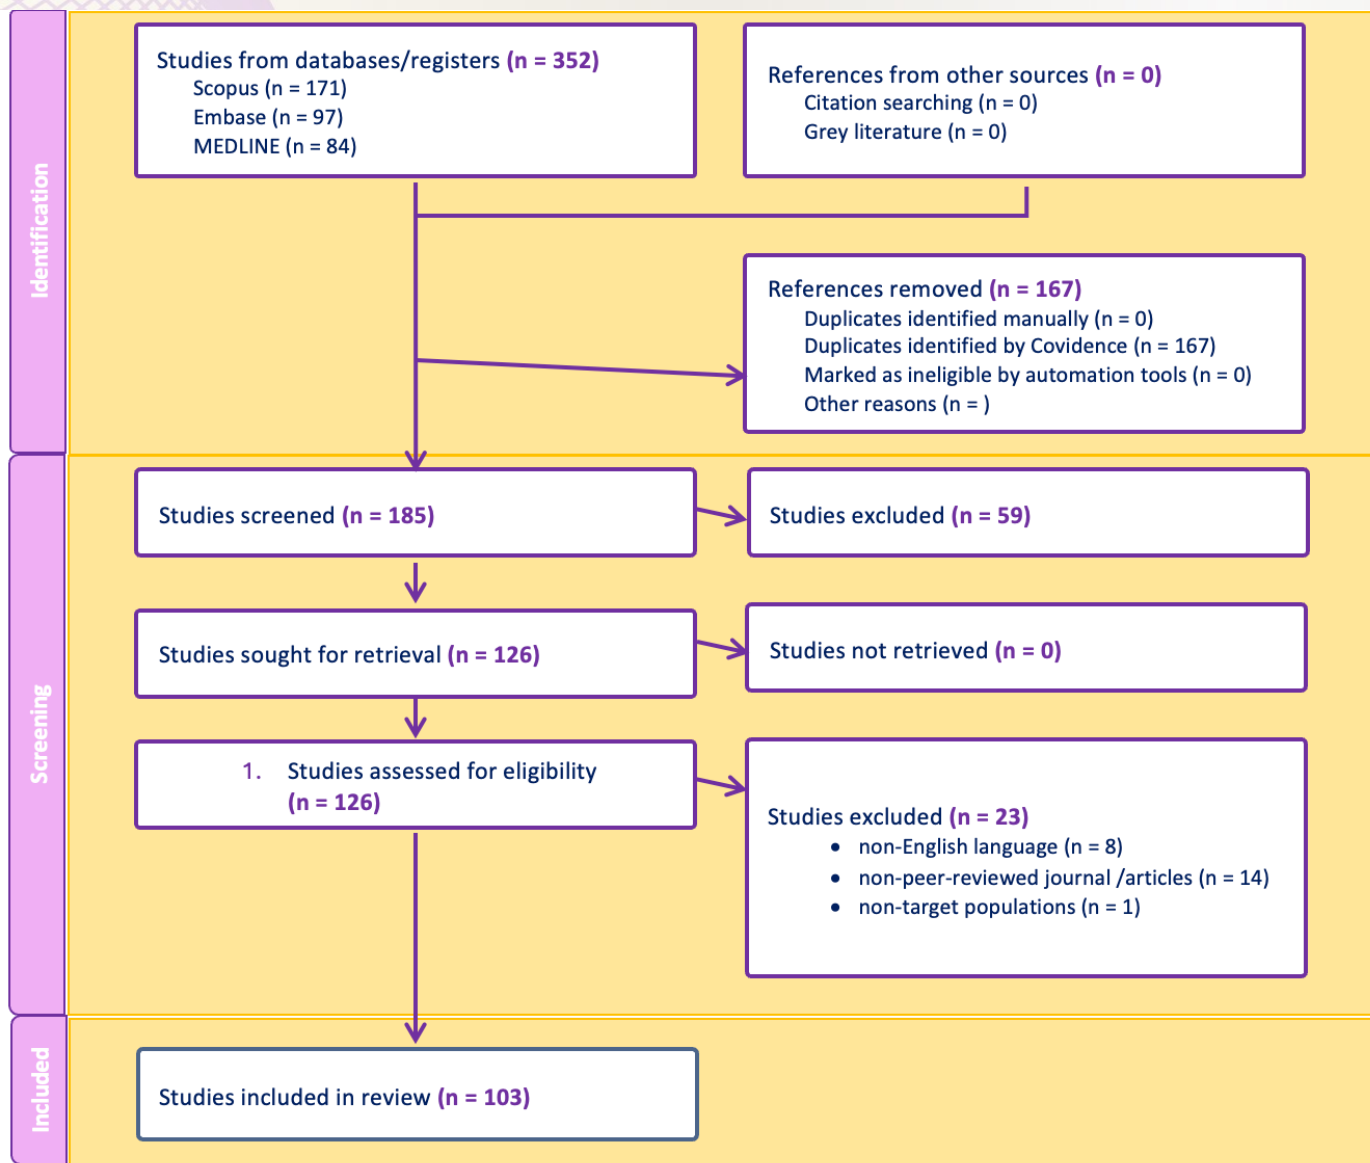 Identification
Studies from databases/registers (n = 352)
Scopus (n = 171)
Embase (n = 97)
MEDLINE (n = 84)
References from other sources (n = 0)
Citation searching (n = 0)
Grey literature (n = 0)
References removed (n = 167)
Duplicates identified manually (n = 0)
Duplicates identified by Covidence (n = 167)
Marked as ineligible by automation tools (n = 0)
Other reasons (n = )
Screening
Studies screened (n = 185)
Studies excluded (n = 59)
Studies sought for retrieval (n = 126)
Studies not retrieved (n = 0)
1. Studies assessed for eligibility
(n = 126)
Studies excluded (n = 23)
• non-English language (n = 8)
• non-peer-reviewed journal /articles (n = 14)
• non-target populations (n = 1)
Included
Studies included in review (n = 103)